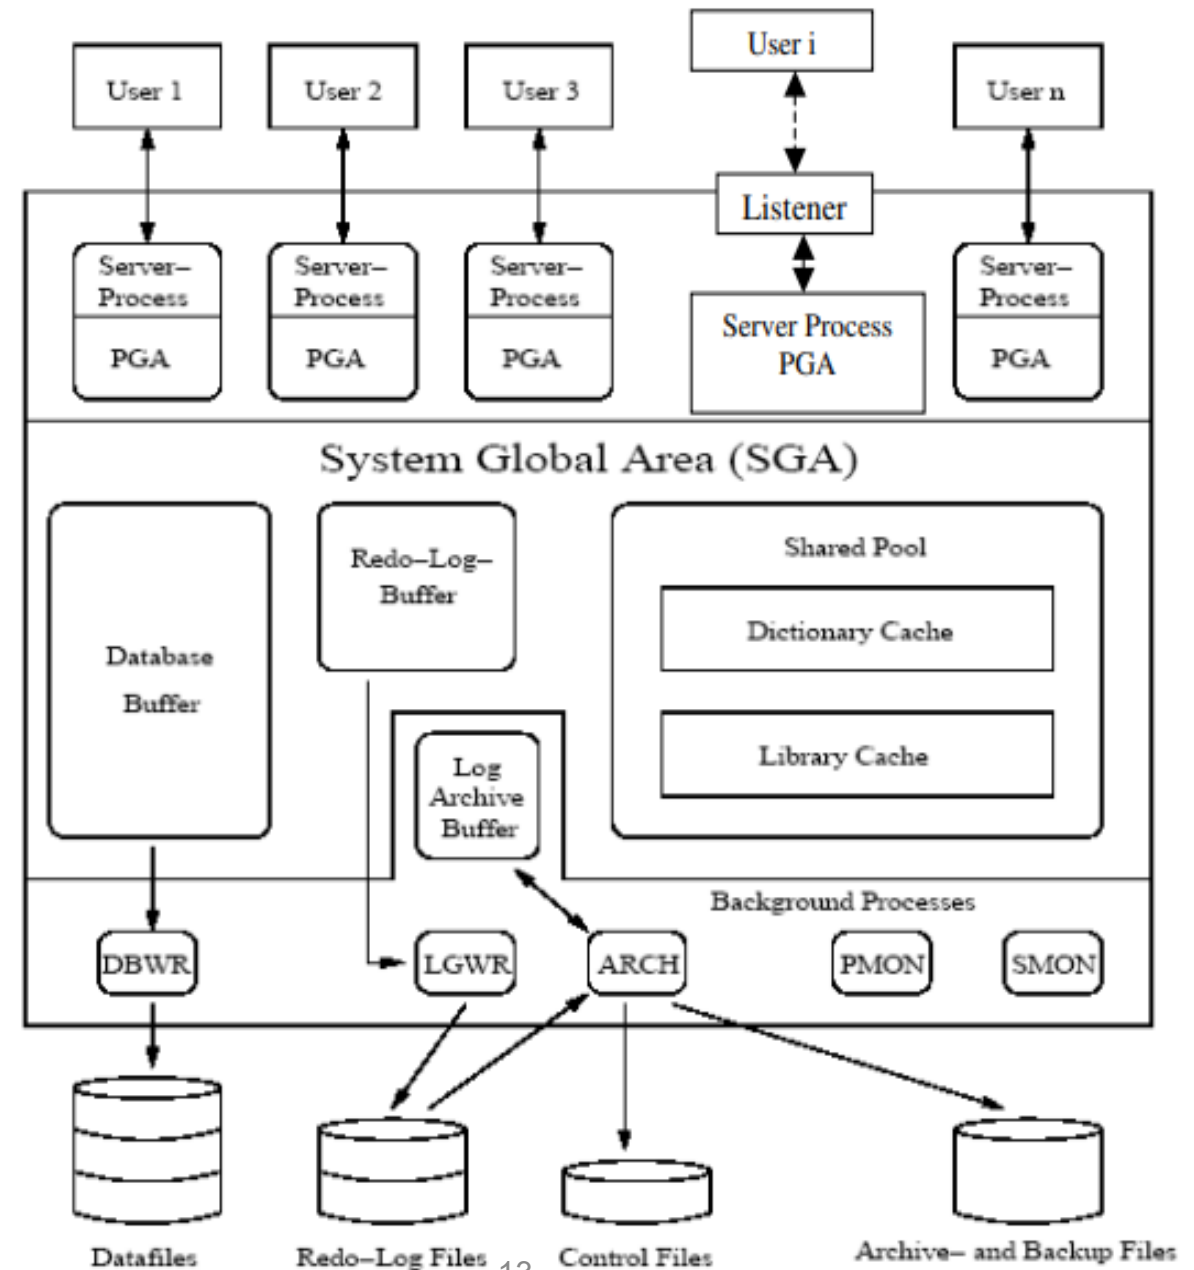 User i
User 1
User 2
User 3
User n
Listener
Server–
Process
PGA
Server–
Process
PGA
Server–
Process
PGA
Server Process
PGA
Server–
Process
PGA
System Global Area (SGA)
Database
Buffer
Redo–Log–
Buffer
Shared Pool
Dictionary Cache
Library Cache
Log
Archive
Buffer
Background Processes
DBWR
LGWR
ARCH
PMON
SMON
Datafiles
Redo–Log Files
Control Files
Archive– and Backup Files